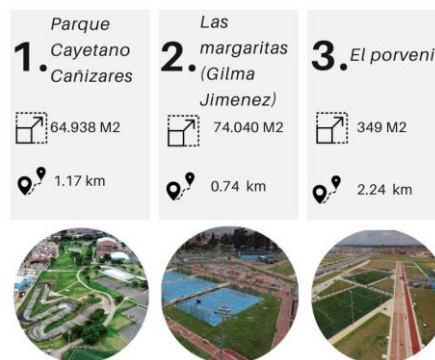 1. Parque
Cayetano
Cañizares
64.938 M2
1.17 km
2. Las
margaritas
(Gilma
Jimenez)
74.040 M2
0.74 km
3. El porveni
349 M2
2.24 km